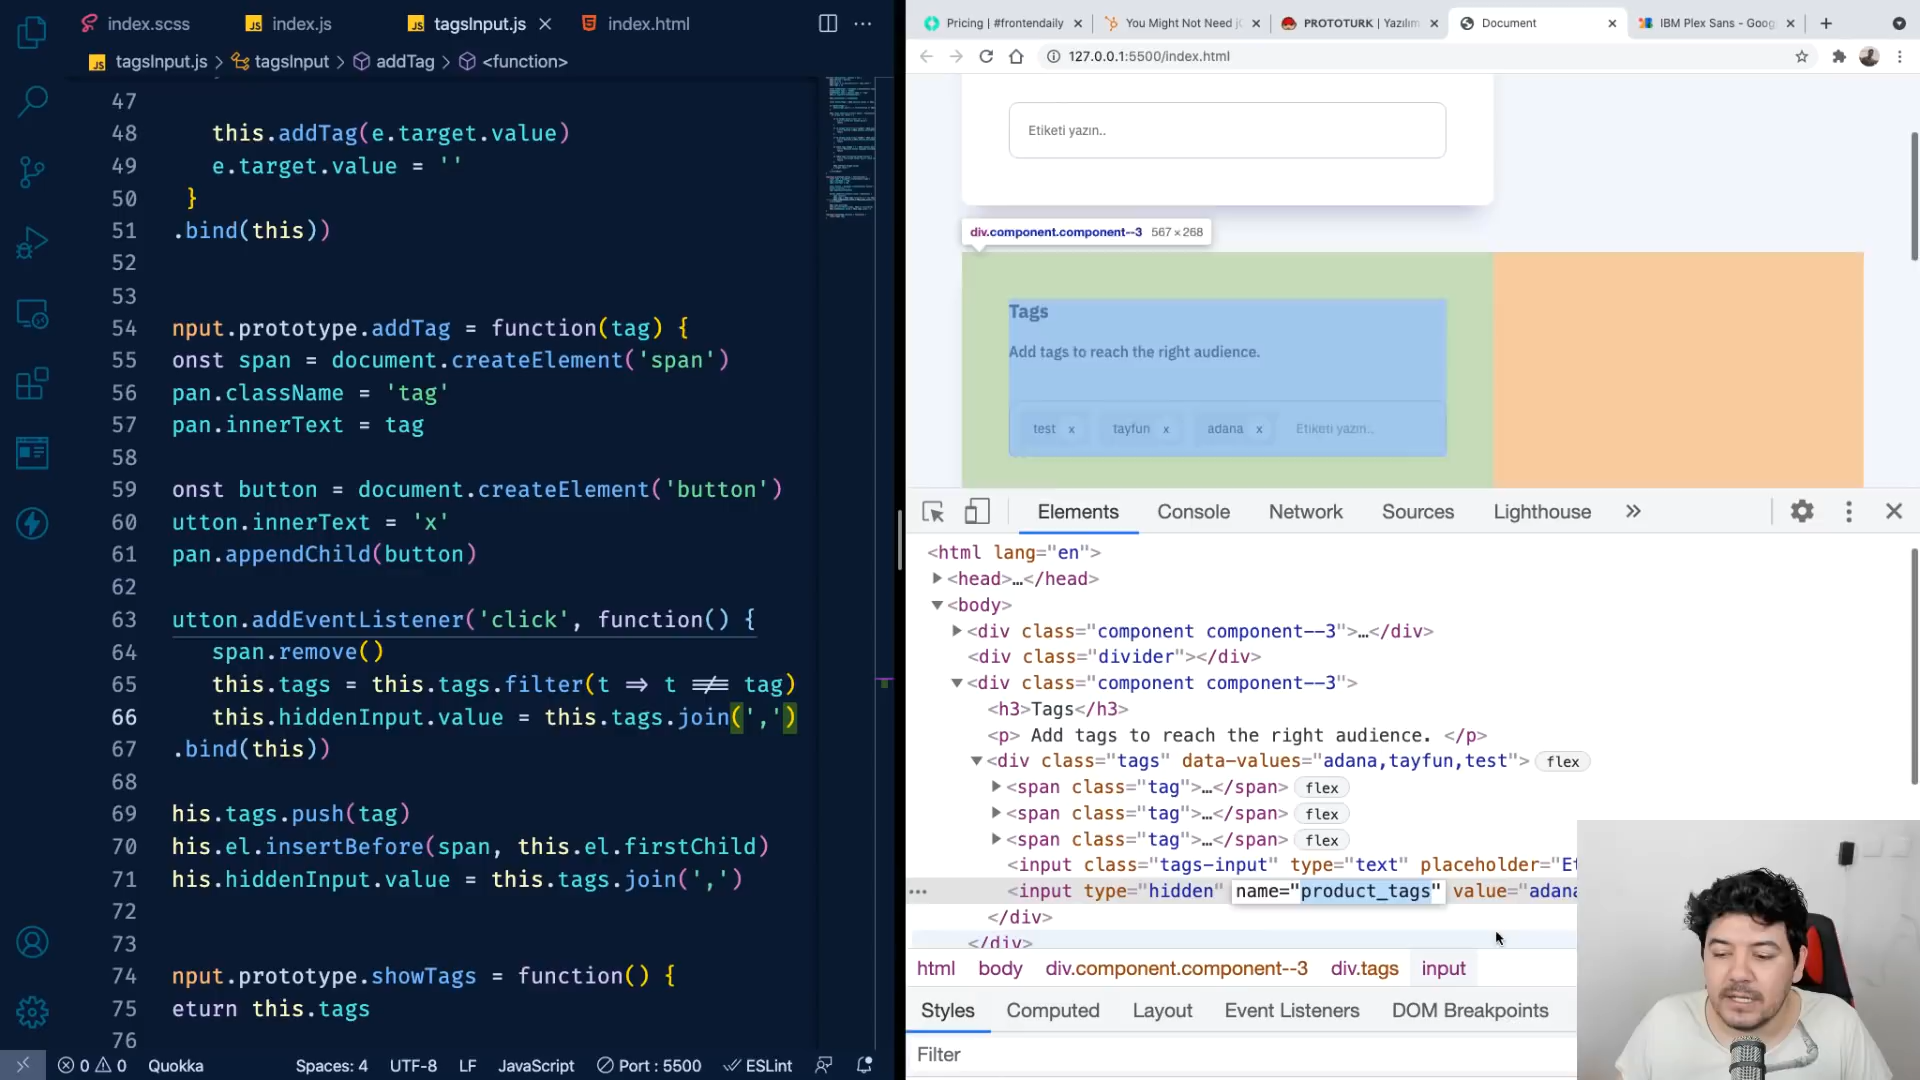 index.scss
index.js
tagsInput.js
index.html
tagsInput.js > tagsInput > addTag > <function>
47
48 this.addTag(e.target.value)
49 e.target.value = ''
50 }
51 .bind(this))
52
53
54 nput.prototype.addTag = function(tag) {
55 onst span = document.createElement('span')
56 pan.className = 'tag'
57 pan.innerText = tag
58
59 onst button = document.createElement('button')
60 utton.innerText = 'x'
61 pan.appendChild(button)
62
63 utton.addEventListener('click', function() {
64 span.remove()
65 this.tags = this.tags.filter(t => t !== tag)
66 this.hiddenInput.value = this.tags.join(',')
67 .bind(this))
68
69 his.tags.push(tag)
70 his.el.insertBefore(span, this.el.firstChild)
71 his.hiddenInput.value = this.tags.join(',')
72
73
74 nput.prototype.showTags = function() {
75 eturn this.tags
76
0 0 Quokka Spaces: 4 UTF-8 LF JavaScript Port : 5500 ESLint
Pricing | #frontendaily
You Might Not Need j
PROTOTURK | Yazılım
Document
IBM Plex Sans - Goog
127.0.0.1:5500/index.html
Etiketi yazın..
div.component.component--3 567 × 268
Tags
Add tags to reach the right audience.
test x tayfun x adana x Etiketi yazın..
Elements Console Network Sources Lighthouse
<html lang="en">
<head>…</head>
<body>
<div class="component component--3">…</div>
<div class="divider"></div>
<div class="component component--3">
<h3>Tags</h3>
<p> Add tags to reach the right audience. </p>
<div class="tags" data-values="adana,tayfun,test"> flex
<span class="tag">…</span> flex
<span class="tag">…</span> flex
<span class="tag">…</span> flex
<input class="tags-input" type="text" placeholder="Et
<input type="hidden" name="product_tags" value="adana
</div>
</div>
html body div.component.component--3 div.tags input
Styles Computed Layout Event Listeners DOM Breakpoints
Filter